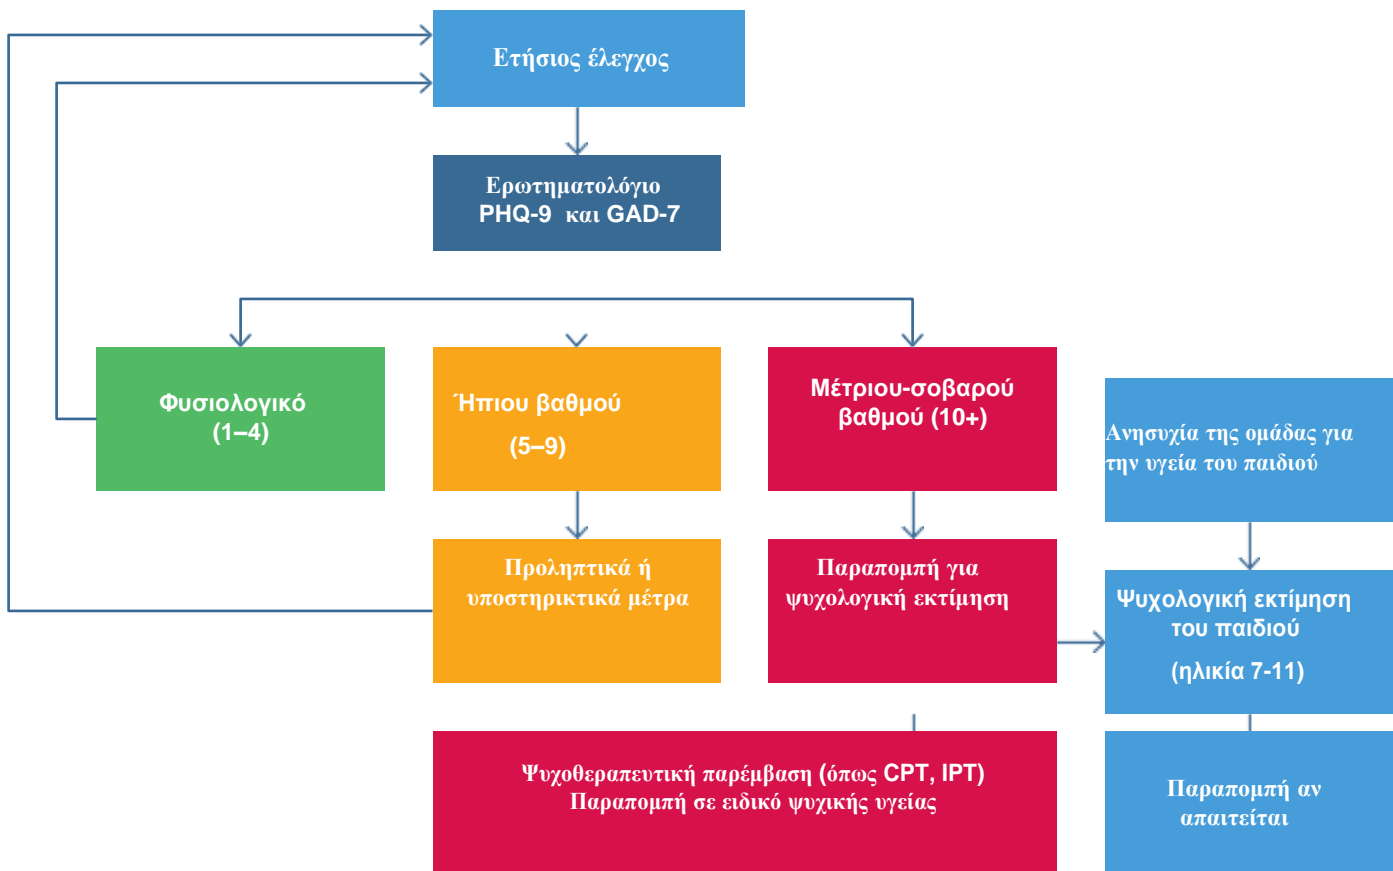 Ετήσιος έλεγχος
Ερωτηματολόγιο
PHQ-9 και GAD-7
Φυσιολογικό
(1–4)
Ήπιου βαθμού
(5–9)
Μέτριου-σοβαρού
βαθμού (10+)
Ανησυχία της ομάδας για
την υγεία του παιδιού
Προληπτικά ή
υποστηρικτικά μέτρα
Παραπομπή για
ψυχολογική εκτίμηση
Ψυχολογική εκτίμηση
του παιδιού
(ηλικία 7-11)
Ψυχοθεραπευτική παρέμβαση (όπως CPT, IPT)
Παραπομπή σε ειδικό ψυχικής υγείας
Παραπομπή αν
απαιτείται